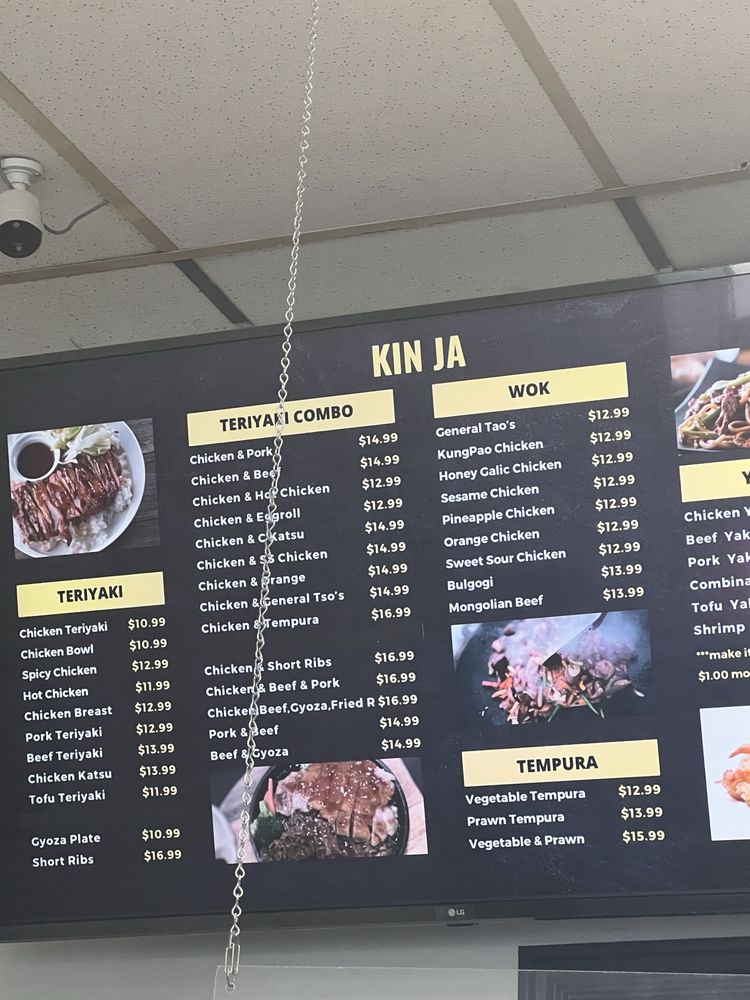 KIN JA
TERIYAKI
Chicken Teriyaki $10.99
Chicken Bowl $10.99
Spicy Chicken $12.99
Hot Chicken $11.99
Chicken Breast $12.99
Pork Teriyaki $12.99
Beef Teriyaki $13.99
Chicken Katsu $13.99
Tofu Teriyaki $11.99
Gyoza Plate $10.99
Short Ribs $16.99
TERIYAKI COMBO
Chicken & Pork $14.99
Chicken & Beef $14.99
Chicken & Hot Chicken $12.99
Chicken & Eggroll $12.99
Chicken & C Katsu $14.99
Chicken & SS Chicken $14.99
Chicken & Orange $14.99
Chicken & General Tso's $14.99
Chicken & Tempura $16.99
Chicken & Short Ribs $16.99
Chicken & Beef & Pork $16.99
Chicken,Beef,Gyoza,Fried R $16.99
Pork & Beef $14.99
Beef & Gyoza $14.99
WOK
General Tao's $12.99
KungPao Chicken $12.99
Honey Galic Chicken $12.99
Sesame Chicken $12.99
Pineapple Chicken $12.99
Orange Chicken $12.99
Sweet Sour Chicken $12.99
Bulgogi $13.99
Mongolian Beef $13.99
TEMPURA
Vegetable Tempura $12.99
Prawn Tempura $13.99
Vegetable & Prawn $15.99
Y
Chicken Y
Beef Yak
Pork Yak
Combina
Tofu Yal
Shrimp
***make it
$1.00 mo
LG